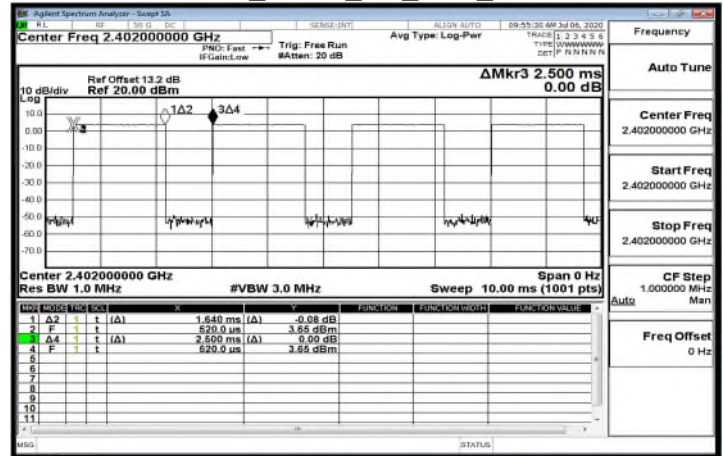 Agilent Spectrum Analyzer - Swept SA
RL RF 50 Ω DC SENSE:INT ALIGN AUTO 09:55:36 AM Jul 06, 2020
Center Freq 2.402000000 GHz
PNO: Fast Trig: Free Run
IFGain:Low #Atten: 20 dB
Avg Type: Log-Pwr
TRACE 1 2 3 4 5 6
TYPE WWWWWW
DET P N N N N N
Frequency
Auto Tune
Ref Offset 13.2 dB
10 dB/div Ref 20.00 dBm
ΔMkr3 2.500 ms
0.00 dB
Log
10.0
0.00
-10.0
-20.0
-30.0
-40.0
-50.0
-60.0
-70.0
1Δ2
3Δ4
Center Freq
2.402000000 GHz
Start Freq
2.402000000 GHz
Stop Freq
2.402000000 GHz
CF Step
1.000000 MHz
Auto Man
Freq Offset
0 Hz
Center 2.402000000 GHz Span 0 Hz
Res BW 1.0 MHz #VBW 3.0 MHz Sweep 10.00 ms (1001 pts)
MKR MODE TRC SCL X Y FUNCTION FUNCTION WIDTH FUNCTION VALUE
1 Δ2 1 t (Δ) 1.640 ms (Δ) -0.08 dB
2 F 1 t 520.0 us 3.65 dBm
3 Δ4 1 t (Δ) 2.500 ms (Δ) 0.00 dB
4 F 1 t 520.0 us 3.65 dBm
5
6
7
8
9
10
11
MSG STATUS